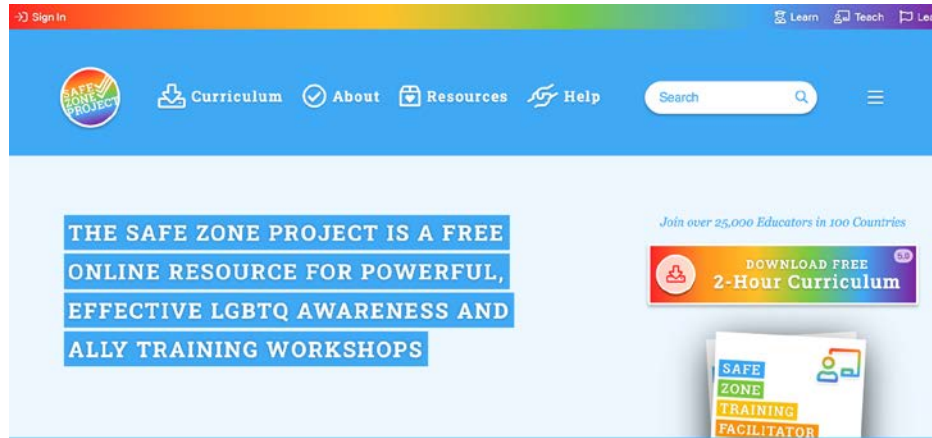 Sign In
Learn
Teach
Lea
SAFE
ZONE
PROJECT
Curriculum
About
Resources
Help
Search
THE SAFE ZONE PROJECT IS A FREE
ONLINE RESOURCE FOR POWERFUL,
EFFECTIVE LGBTQ AWARENESS AND
ALLY TRAINING WORKSHOPS
Join over 25,000 Educators in 100 Countries
DOWNLOAD FREE
5.0
2-Hour Curriculum
SAFE
ZONE
TRAINING
FACILITATOR